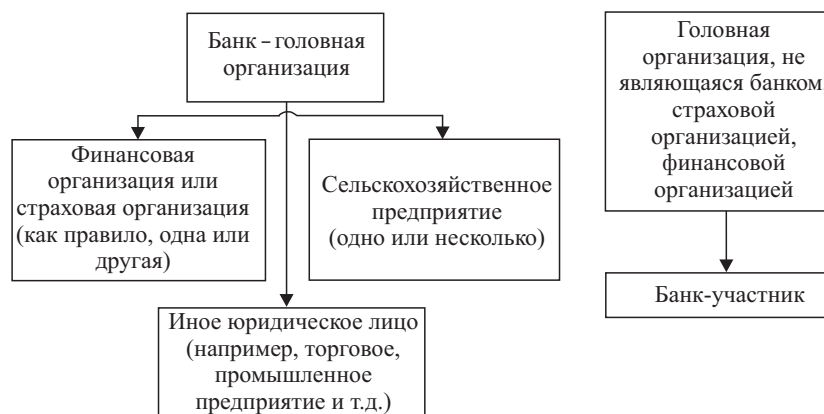 Банк – головная
организация
Финансовая
организация или
страховая организация
(как правило, одна или
другая)
Сельскохозяйственное
предприятие
(одно или несколько)
Иное юридическое лицо
(например, торговое,
промышленное
предприятие и т.д.)
Головная
организация, не
являющаяся банком,
страховой
организацией,
финансовой
организацией
Банк-участник